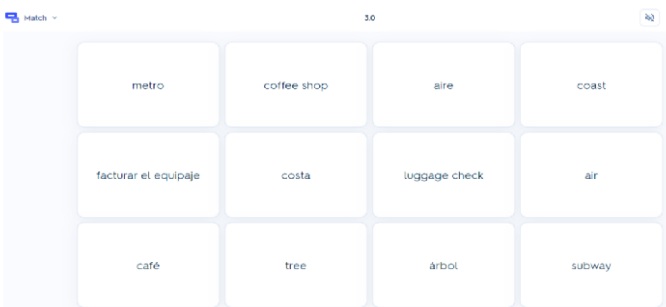 Match
3.0
metro
coffee shop
aire
coast
facturar el equipaje
costa
luggage check
air
café
tree
árbol
subway